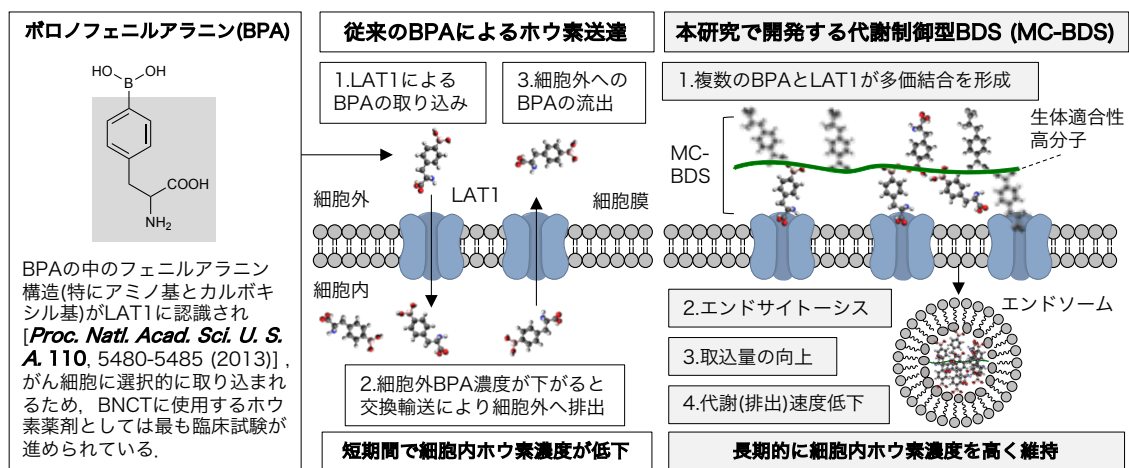 ボロノフェニルアラニン(BPA)
HO
B
OH
COOH
NH2
BPAの中のフェニルアラニン
構造(特にアミノ基とカルボキ
シル基)がLAT1に認識され
[Proc. Natl. Acad. Sci. U. S.
A. 110, 5480-5485 (2013)] ,
がん細胞に選択的に取り込まれ
るため，BNCTに使用するホウ
素薬剤としては最も臨床試験が
進められている.
従来のBPAによるホウ素送達
1.LAT1による
BPAの取り込み
3.細胞外への
BPAの流出
細胞外
LAT1
細胞膜
細胞内
2.細胞外BPA濃度が下がると
交換輸送により細胞外へ排出
短期間で細胞内ホウ素濃度が低下
本研究で開発する代謝制御型BDS (MC-BDS)
1.複数のBPAとLAT1が多価結合を形成
生体適合性
高分子
MC-
BDS
2.エンドサイトーシス
エンドソーム
3.取込量の向上
4.代謝(排出)速度低下
長期的に細胞内ホウ素濃度を高く維持